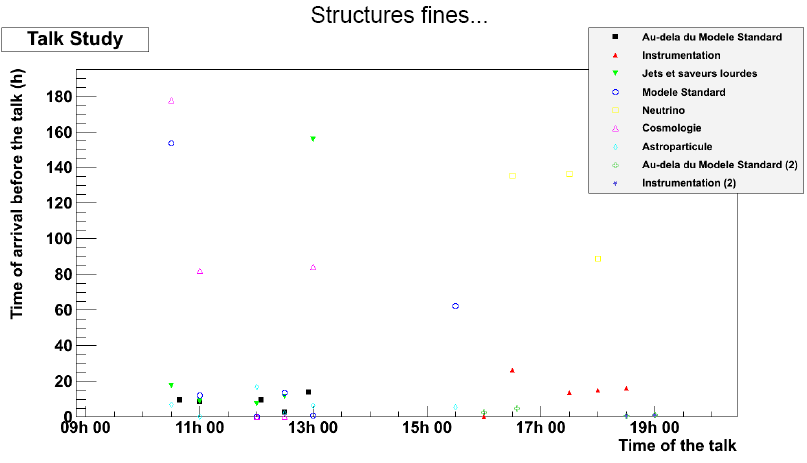 Structures fines...
Talk Study
Au-dela du Modele Standard
Instrumentation
Jets et saveurs lourdes
Modele Standard
Neutrino
Cosmologie
Astroparticule
Au-dela du Modele Standard (2)
Instrumentation (2)
Time of arrival before the talk (h)
180
160
140
120
100
80
60
40
20
0
09h 00 11h 00 13h 00 15h 00 17h 00 19h 00
Time of the talk